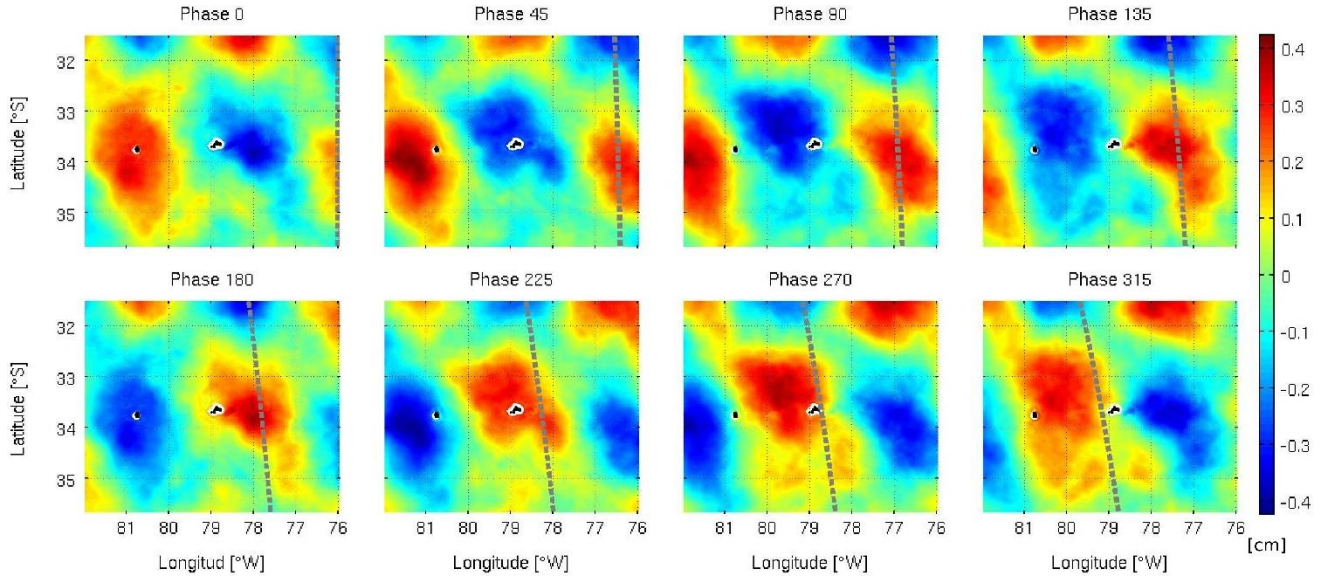 Phase 0 Phase 45 Phase 90 Phase 135
Latitude [°S]
32
33
34
35
0.4
0.3
0.2
0.1
0
-0.1
-0.2
-0.3
-0.4
[cm]
Phase 180 Phase 225 Phase 270 Phase 315
Latitude [°S]
32
33
34
35
81 80 79 78 77 76 81 80 79 78 77 76 81 80 79 78 77 76 81 80 79 78 77 76
Longitud [°W] Longitude [°W] Longitude [°W] Longitude [°W]